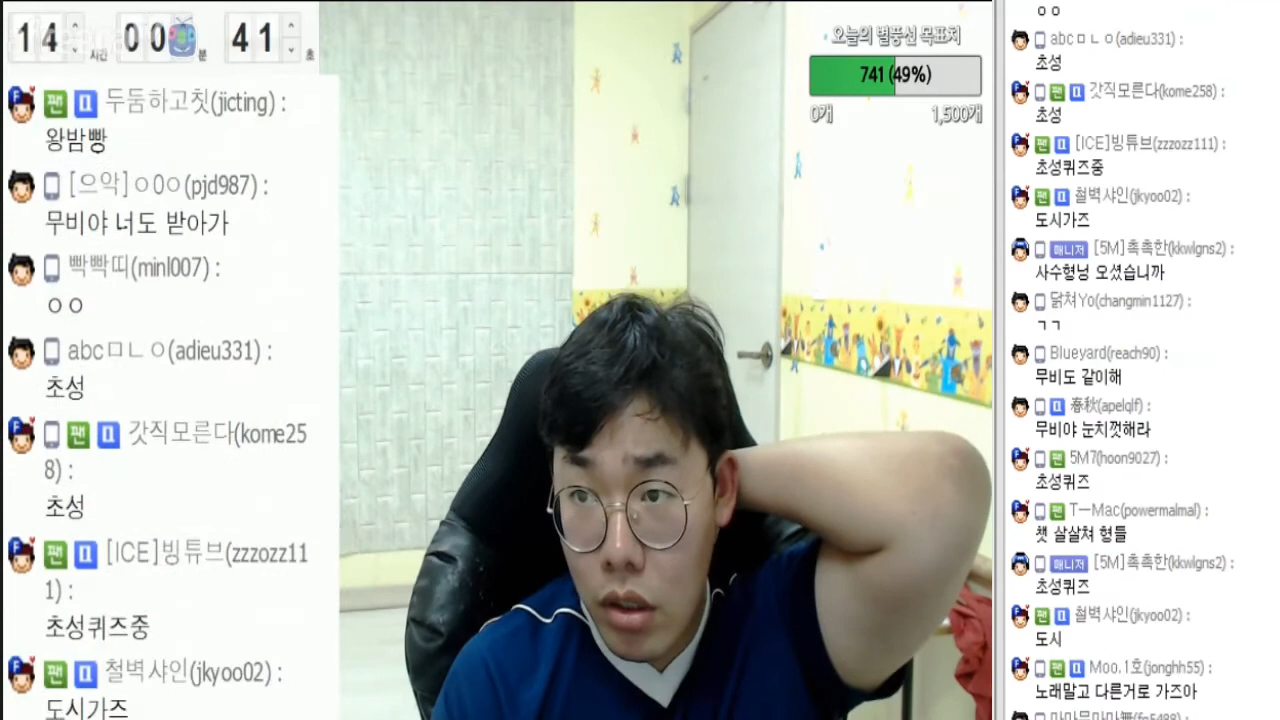 14 시간 00 분 41 초
팬 두둠하고칫(jicting) :
왕밤빵
[으악]ㅇ0ㅇ(pjd987) :
무비야 너도 받아가
빡빡띠(minl007) :
ㅇㅇ
abcㅁㄴㅇ(adieu331) :
초성
팬 갓직모른다(kome25
8) :
초성
팬 [ICE]빙튜브(zzzozz11
1) :
초성퀴즈중
팬 철벽샤인(jkyoo02) :
도시가즈
오늘의 별풍선 목표치
741 (49%)
0개 1,500개
ㅇㅇ
abcㅁㄴㅇ(adieu331) :
초성
팬 갓직모른다(kome258) :
초성
팬 [ICE]빙튜브(zzzozz111) :
초성퀴즈중
팬 철벽샤인(jkyoo02) :
도시가즈
매니저 [5M]촉촉한(kkwlgns2) :
사수형닝 오셨습니까
닭쳐Yo(changmin1127) :
ㄱㄱ
Blueyard(reach90) :
무비도 같이해
春秋(apelqlf) :
무비야 눈치껏해라
팬 5M7(hoon9027) :
초성퀴즈
팬 T—Mac(powermalmal) :
챗 살살쳐 형들
매니저 [5M]촉촉한(kkwlgns2) :
초성퀴즈
팬 철벽샤인(jkyoo02) :
도시
팬 Moo.1호(jonghh55) :
노래말고 다른거로 가즈아